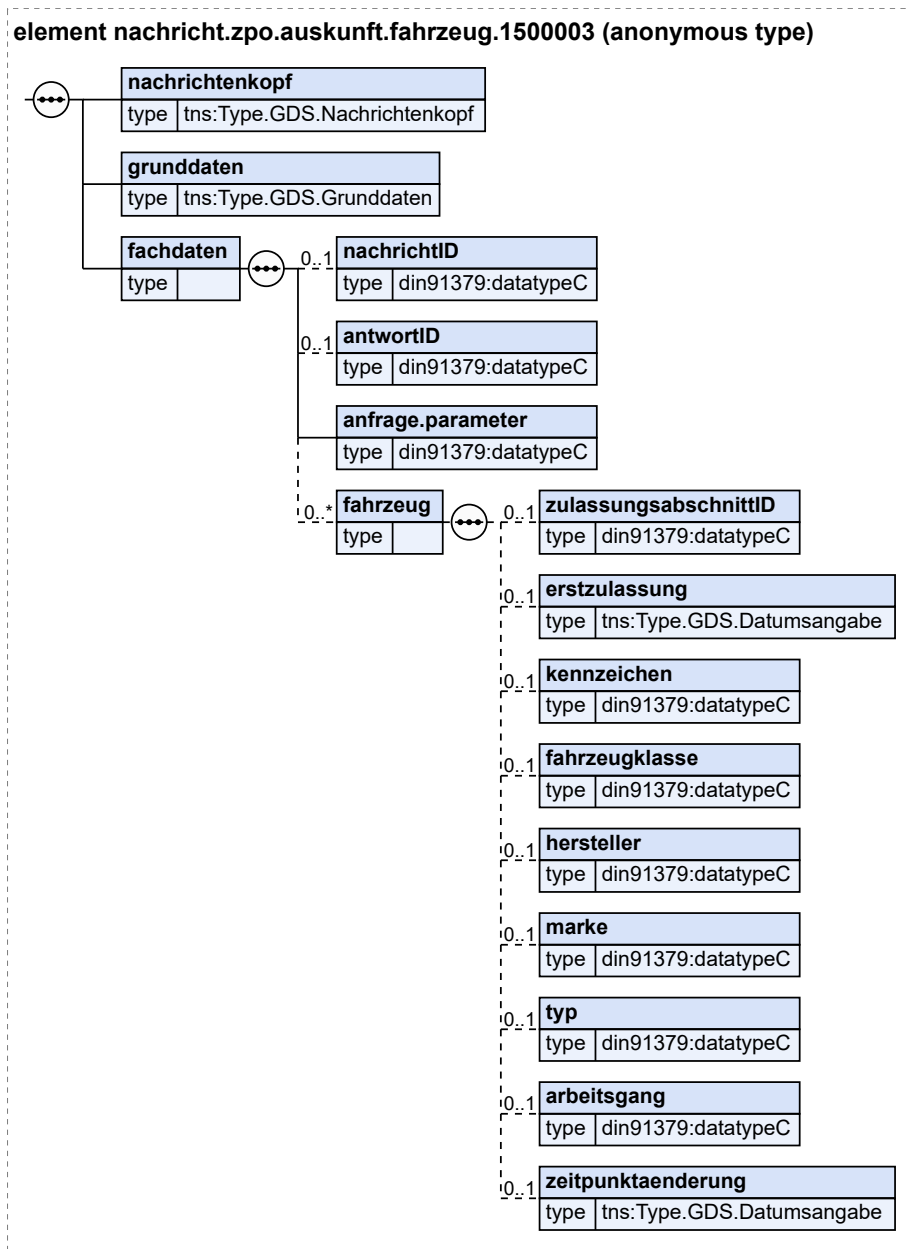 element nachricht.zpo.auskunft.fahrzeug.1500003 (anonymous type)
nachrichtenkopf
type tns:Type.GDS.Nachrichtenkopf
grunddaten
type tns:Type.GDS.Grunddaten
fachdaten
type
0..1 nachrichtID
type din91379:datatypeC
0..1 antwortID
type din91379:datatypeC
anfrage.parameter
type din91379:datatypeC
0..* fahrzeug
type
0..1 zulassungsabschnittID
type din91379:datatypeC
0..1 erstzulassung
type tns:Type.GDS.Datumsangabe
0..1 kennzeichen
type din91379:datatypeC
0..1 fahrzeugklasse
type din91379:datatypeC
0..1 hersteller
type din91379:datatypeC
0..1 marke
type din91379:datatypeC
0..1 typ
type din91379:datatypeC
0..1 arbeitsgang
type din91379:datatypeC
0..1 zeitpunktaenderung
type tns:Type.GDS.Datumsangabe